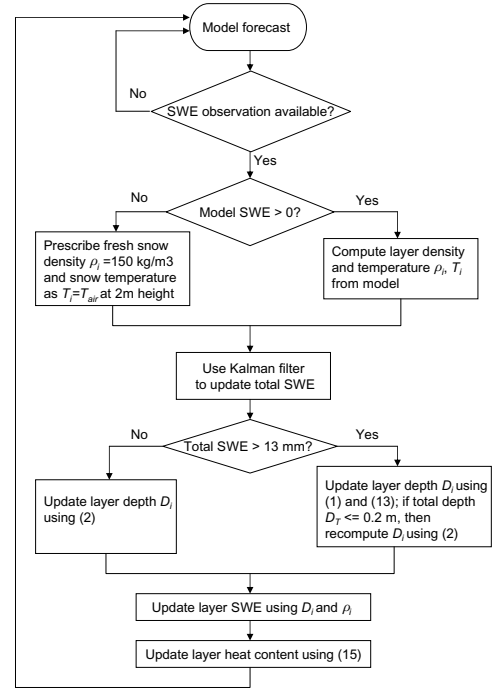 Model forecast
No
SWE observation available?
Yes
No
Model SWE > 0?
Yes
Prescribe fresh snow
density ρi =150 kg/m3
and snow temperature
as Ti=Tair at 2m height
Compute layer density
and temperature ρi, Ti
from model
Use Kalman filter
to update total SWE
No
Total SWE > 13 mm?
Yes
Update layer depth Di
using (2)
Update layer depth Di using
(1) and (13); if total depth
DT <= 0.2 m, then
recompute Di using (2)
Update layer SWE using Di and ρi
Update layer heat content using (15)